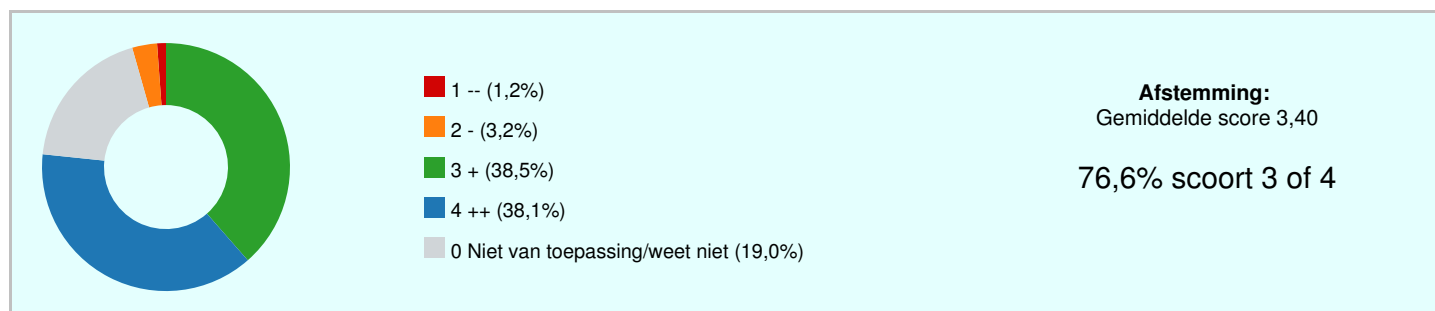 1 -- (1,2%)
2 - (3,2%)
3 + (38,5%)
4 ++ (38,1%)
0 Niet van toepassing/weet niet (19,0%)
Afstemming:
Gemiddelde score 3,40
76,6% scoort 3 of 4